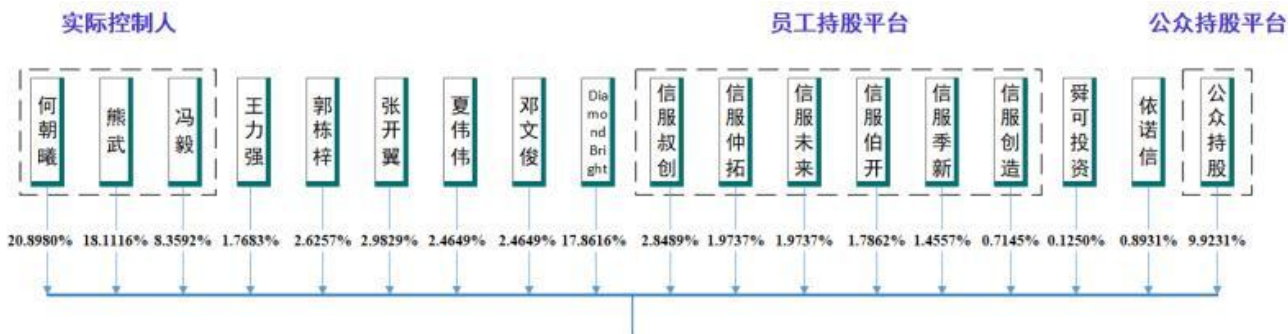 实际控制人
员工持股平台
公众持股平台
何朝曦
熊武
冯毅
王力强
郭栋梓
张开翼
夏伟伟
邓文俊
Dia
mo
nd
Bri
ght
信服叔创
信服仲拓
信服未来
信服伯开
信服季新
信服创造
舜可投资
依诺信
公众持股
20.8980% 18.1116% 8.3592% 1.7683% 2.6257% 2.9829% 2.4649% 2.4649% 17.8616% 2.8489% 1.9737% 1.9737% 1.7862% 1.4557% 0.7145% 0.1250% 0.8931% 9.9231%